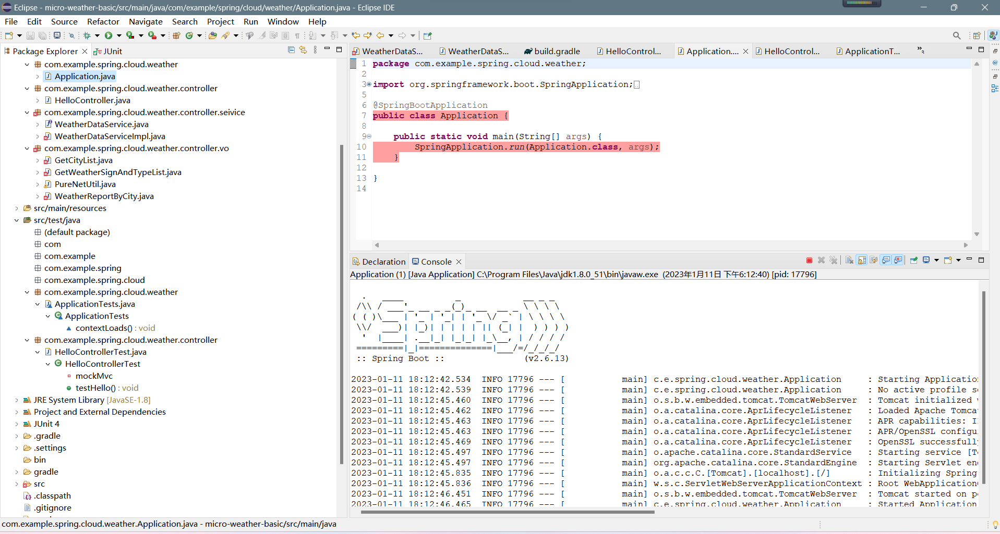 Eclipse - micro-weather-basic/src/main/java/com/example/spring/cloud/weather/Application.java - Eclipse IDE
File Edit Source Refactor Navigate Search Project Run Window Help
Package Explorer
JUnit
com.example.spring.cloud.weather
Application.java
com.example.spring.cloud.weather.controller
HelloController.java
com.example.spring.cloud.weather.controller.seivice
WeatherDataService.java
WeatherDataServiceImpl.java
com.example.spring.cloud.weather.vo
GetCityList.java
GetWeatherSignAndTypeList.java
PureNetUtil.java
WeatherReportByCity.java
src/main/resources
src/test/java
(default package)
com
com.example
com.example.spring
com.example.spring.cloud
com.example.spring.cloud.weather
ApplicationTests.java
ApplicationTests
contextLoads() : void
com.example.spring.cloud.weather.controller
HelloControllerTest.java
HelloControllerTest
mockMvc
testHello() : void
JRE System Library [JavaSE-1.8]
Project and External Dependencies
JUnit 4
.gradle
.settings
bin
gradle
src
.classpath
.gitignore
WeatherDataS... WeatherDataS... build.gradle HelloControl... Application.... HelloControl... ApplicationT... »3
1 package com.example.spring.cloud.weather;
2
3 import org.springframework.boot.SpringApplication;
5
6 @SpringBootApplication
7 public class Application {
8
9 public static void main(String[] args) {
10 SpringApplication.run(Application.class, args);
11 }
12
13 }
14
Declaration
Console
Application (1) [Java Application] C:\Program Files\Java\jdk1.8.0_51\bin\javaw.exe (2023年1月11日 下午6:12:40) [pid: 17796]
Spring
:: Spring Boot :: (v2.6.13)
2023-01-11 18:12:42.534 INFO 17796 --- [ main] c.e.spring.cloud.weather.Application : Starting Application
2023-01-11 18:12:42.539 INFO 17796 --- [ main] c.e.spring.cloud.weather.Application : No active profile s
2023-01-11 18:12:45.460 INFO 17796 --- [ main] o.s.b.w.embedded.tomcat.TomcatWebServer : Tomcat initialized
2023-01-11 18:12:45.462 INFO 17796 --- [ main] o.a.catalina.core.AprLifecycleListener : Loaded Apache Tomca
2023-01-11 18:12:45.463 INFO 17796 --- [ main] o.a.catalina.core.AprLifecycleListener : APR capabilities: I
2023-01-11 18:12:45.463 INFO 17796 --- [ main] o.a.catalina.core.AprLifecycleListener : APR/OpenSSL configu
2023-01-11 18:12:45.469 INFO 17796 --- [ main] o.a.catalina.core.AprLifecycleListener : OpenSSL successfully
2023-01-11 18:12:45.497 INFO 17796 --- [ main] o.apache.catalina.core.StandardService : Starting service [T
2023-01-11 18:12:45.497 INFO 17796 --- [ main] org.apache.catalina.core.StandardEngine : Starting Servlet en
2023-01-11 18:12:45.835 INFO 17796 --- [ main] o.a.c.c.C.[Tomcat].[localhost].[/] : Initializing Spring
2023-01-11 18:12:45.836 INFO 17796 --- [ main] w.s.c.ServletWebServerApplicationContext : Root WebApplication
2023-01-11 18:12:46.451 INFO 17796 --- [ main] o.s.b.w.embedded.tomcat.TomcatWebServer : Tomcat started on p
2023-01-11 18:12:46.465 INFO 17796 --- [ main] c.e.spring.cloud.weather.Application : Started Application
com.example.spring.cloud.weather.Application.java - micro-weather-basic/src/main/java